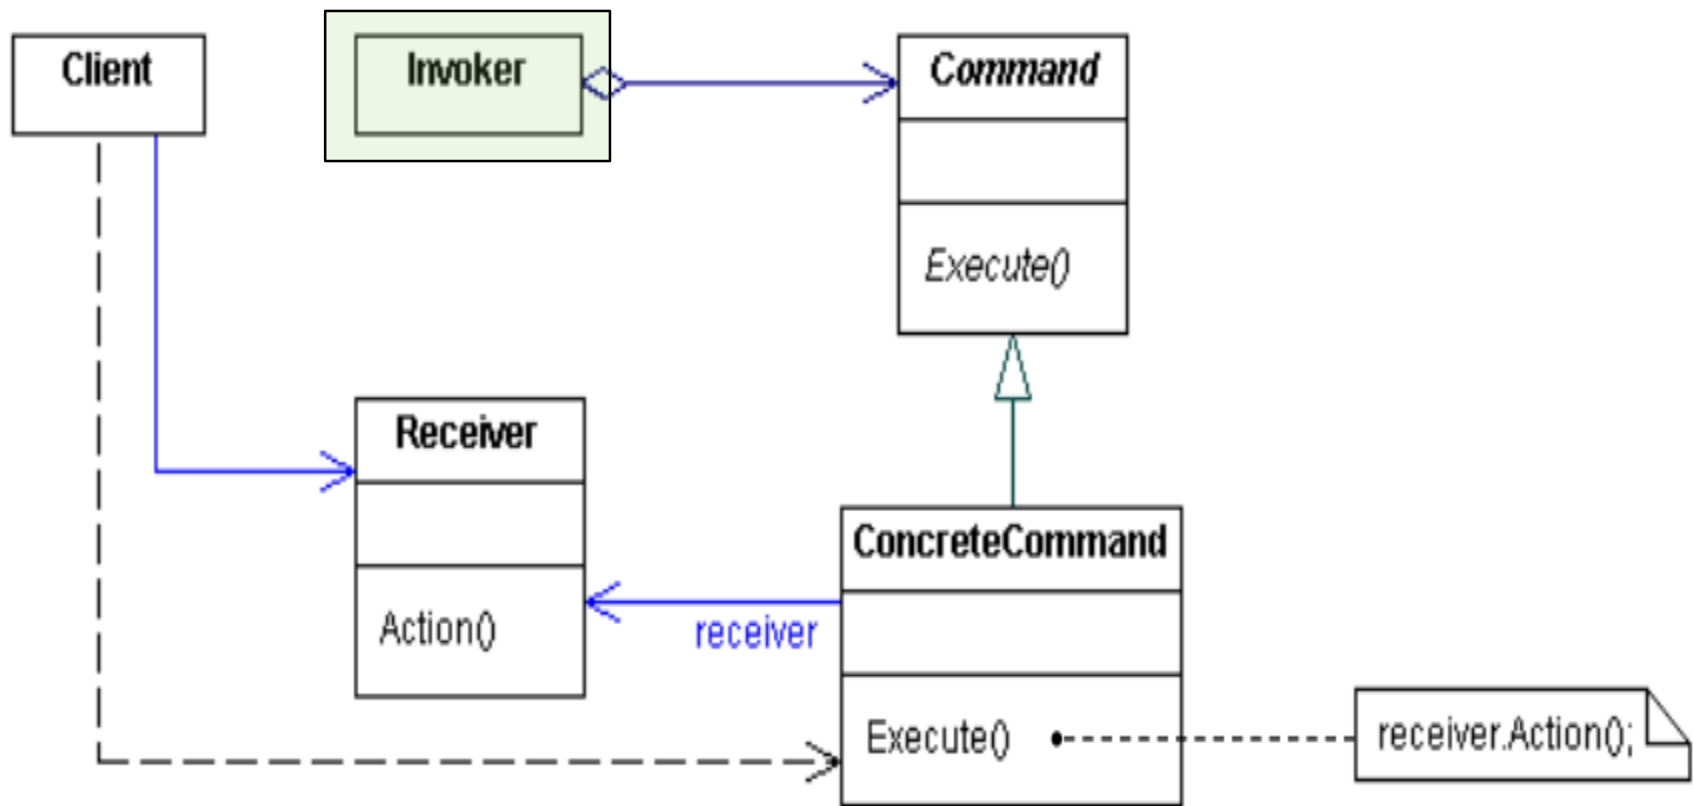 Client
Invoker
Command
Execute()
Receiver
Action()
receiver
ConcreteCommand
Execute()
receiver.Action();